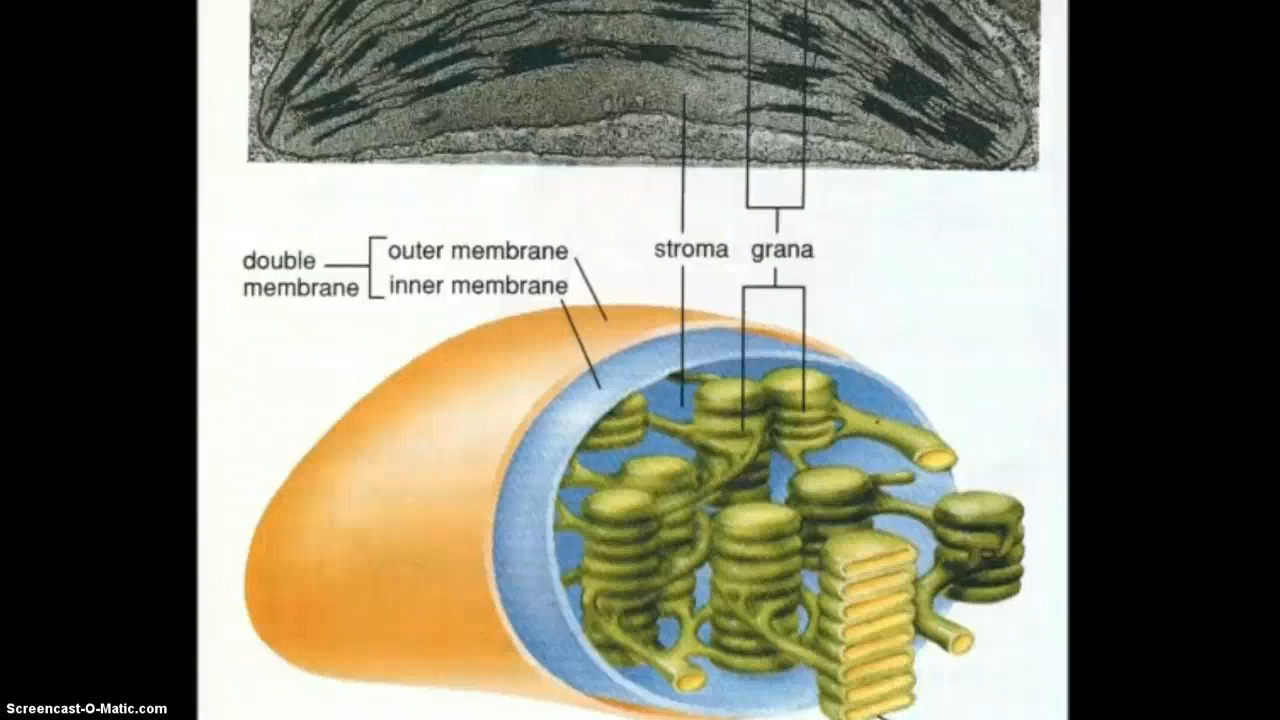 outer membrane
double
inner membrane
membrane
stroma grana
Screencast-O-Matic.com